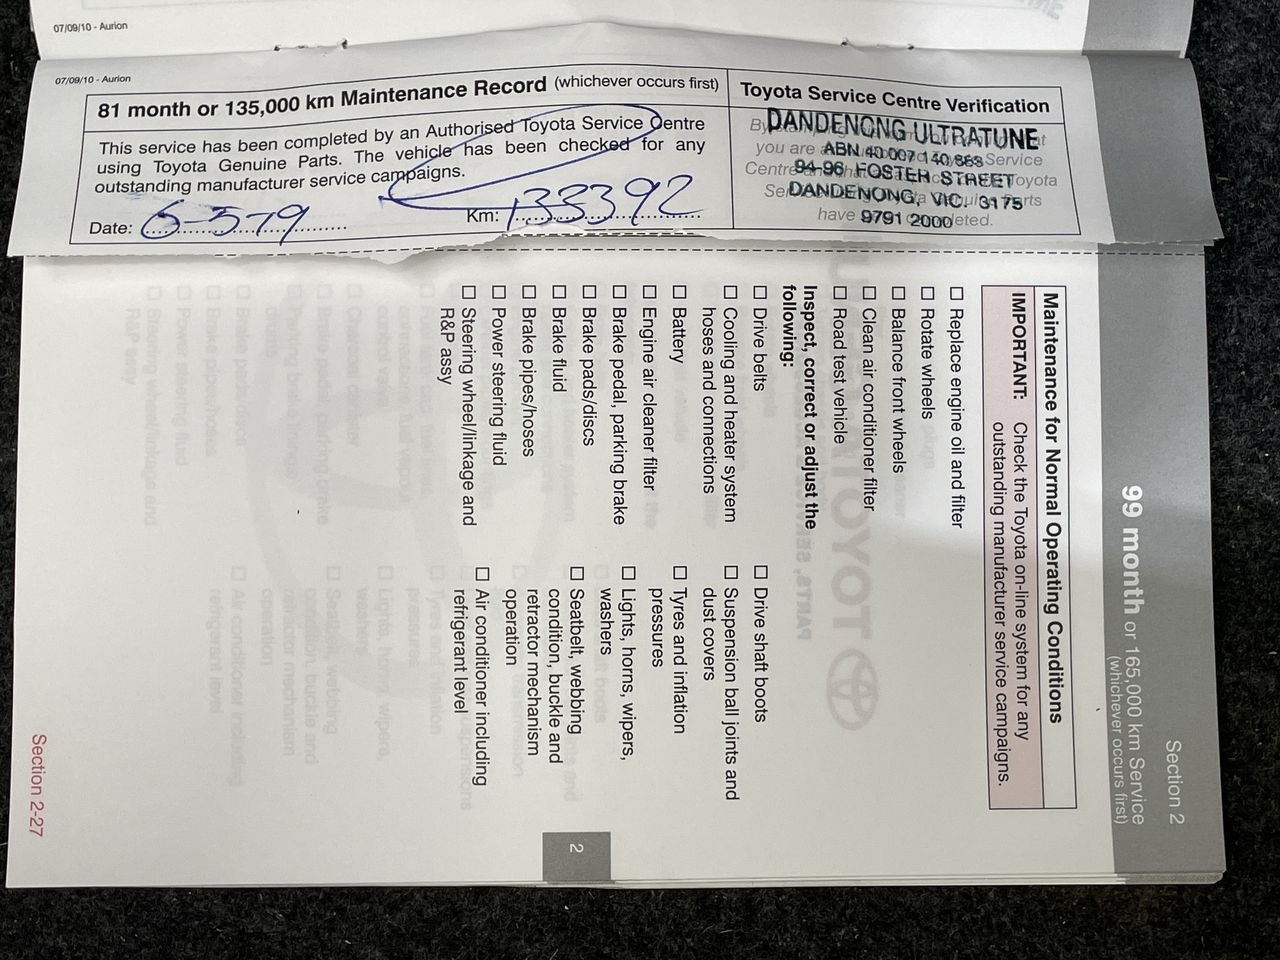 07/09/10 - Aurion
07/09/10 - Aurion
81 month or 135,000 km Maintenance Record (whichever occurs first)
This service has been completed by an Authorised Toyota Service Centre
using Toyota Genuine Parts. The vehicle has been checked for any
outstanding manufacturer service campaigns.
Date: 6-5-19
Km: 138392
Toyota Service Centre Verification
DANDENONG ULTRATUNE
ABN 40 007 140 863
94-96 FOSTER STREET
DANDENONG, VIC. 3175
9791 2000
Section 2
99 month or 165,000 km Service
(whichever occurs first)
Maintenance for Normal Operating Conditions
IMPORTANT: Check the Toyota on-line system for any
outstanding manufacturer service campaigns.
Replace engine oil and filter
Rotate wheels
Balance front wheels
Clean air conditioner filter
Road test vehicle
Inspect, correct or adjust the
following:
Drive belts
Cooling and heater system
hoses and connections
Battery
Engine air cleaner filter
Brake pedal, parking brake
Brake pads/discs
Brake fluid
Brake pipes/hoses
Power steering fluid
Steering wheel/linkage and
R&P assy
Drive shaft boots
Suspension ball joints and
dust covers
Tyres and inflation
pressures
Lights, horns, wipers,
washers
Seatbelt, webbing
condition, buckle and
retractor mechanism
operation
Air conditioner including
refrigerant level
2
Section 2-27